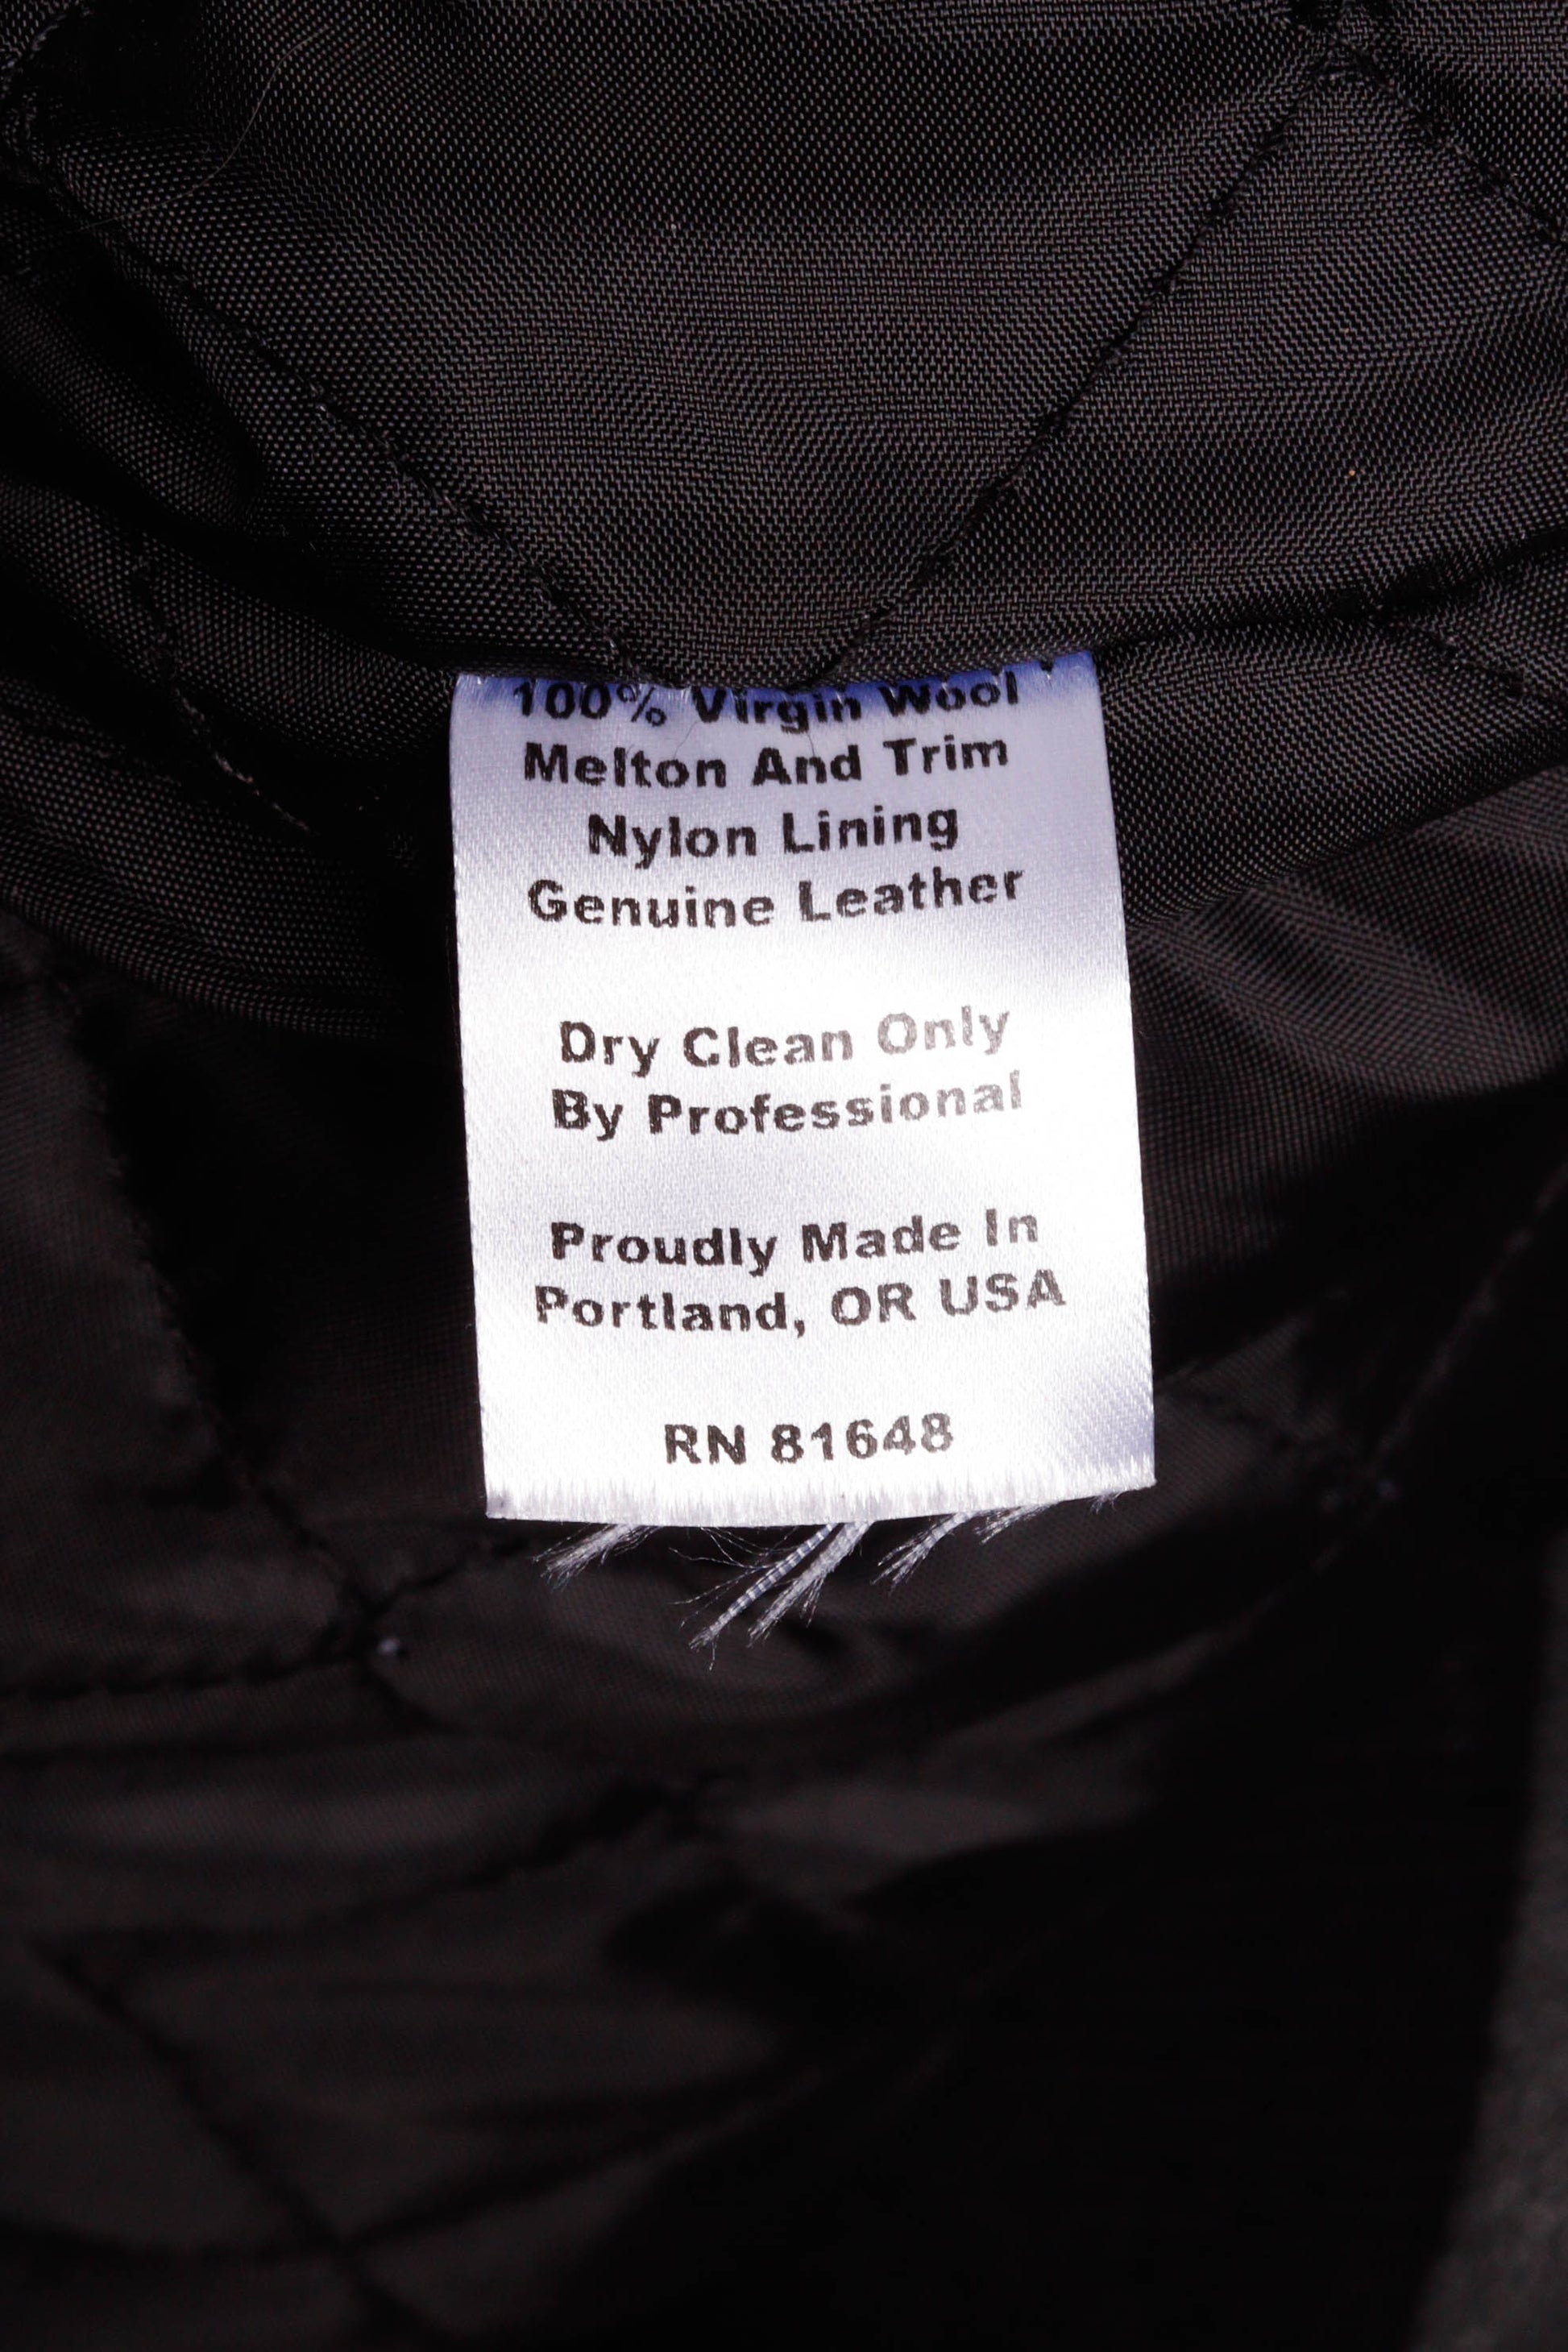 100% Virgin Wool
Melton And Trim
Nylon Lining
Genuine Leather
Dry Clean Only
By Professional
Proudly Made In
Portland, OR USA
RN 81648